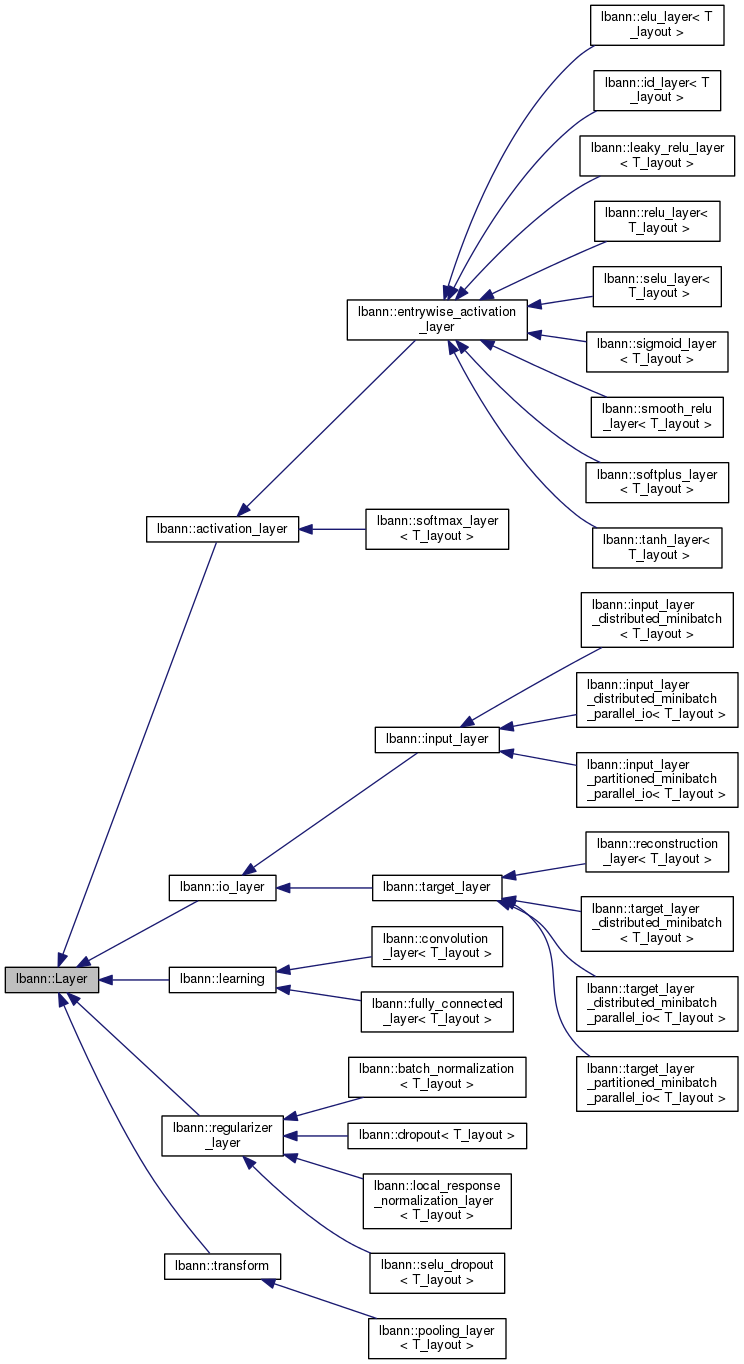 lbann::elu_layer< T
_layout >
lbann::id_layer< T
_layout >
lbann::leaky_relu_layer
< T_layout >
lbann::relu_layer<
T_layout >
lbann::selu_layer<
T_layout >
lbann::entrywise_activation
_layer
lbann::sigmoid_layer
< T_layout >
lbann::smooth_relu
_layer< T_layout >
lbann::softplus_layer
< T_layout >
lbann::activation_layer
lbann::softmax_layer
< T_layout >
lbann::tanh_layer<
T_layout >
lbann::input_layer
_distributed_minibatch
< T_layout >
lbann::input_layer
_distributed_minibatch
_parallel_io< T_layout >
lbann::input_layer
lbann::input_layer
_partitioned_minibatch
_parallel_io< T_layout >
lbann::reconstruction
_layer< T_layout >
lbann::io_layer
lbann::target_layer
lbann::target_layer
_distributed_minibatch
< T_layout >
lbann::convolution
_layer< T_layout >
lbann::Layer
lbann::learning
lbann::target_layer
_distributed_minibatch
_parallel_io< T_layout >
lbann::fully_connected
_layer< T_layout >
lbann::target_layer
_partitioned_minibatch
_parallel_io< T_layout >
lbann::batch_normalization
< T_layout >
lbann::regularizer
_layer
lbann::dropout< T_layout >
lbann::local_response
_normalization_layer
< T_layout >
lbann::transform
lbann::selu_dropout
< T_layout >
lbann::pooling_layer
< T_layout >